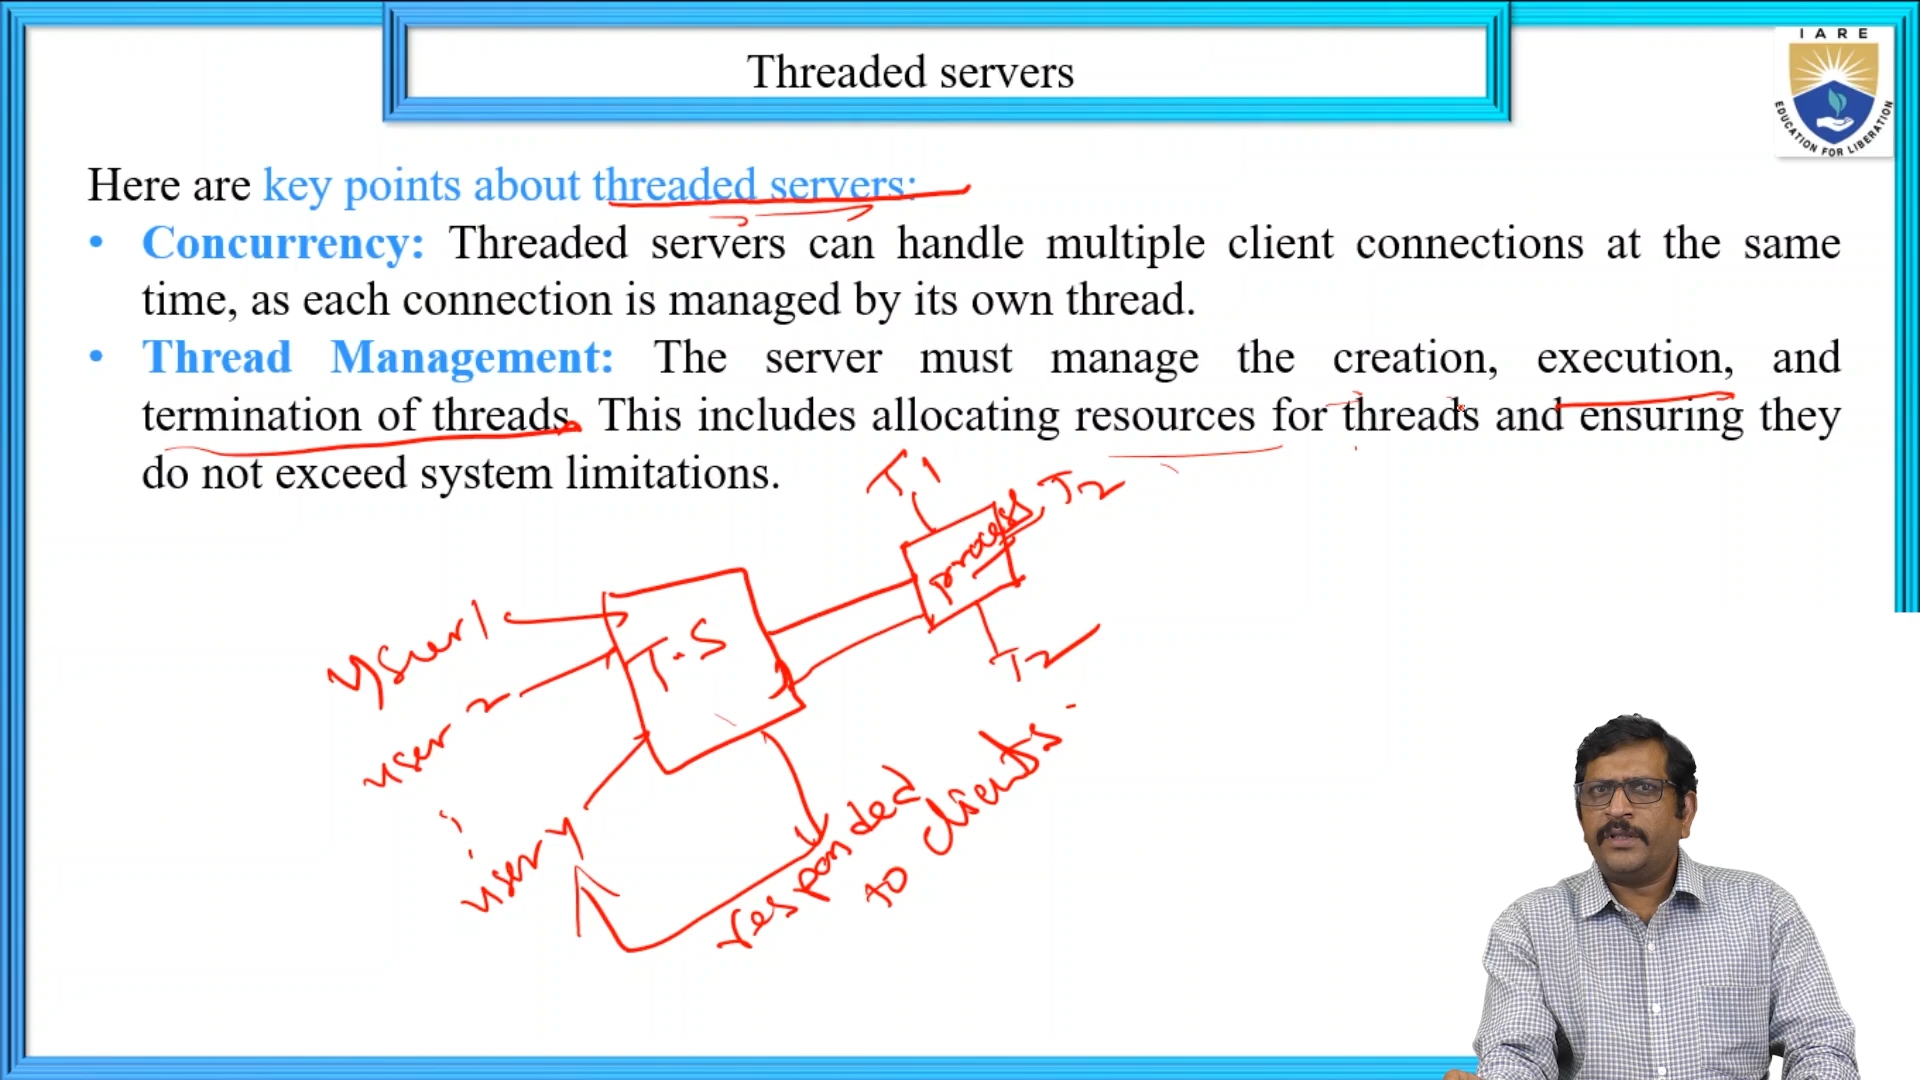 Threaded servers
IARE
EDUCATION FOR LIBERATION
Here are key points about threaded servers:
• Concurrency: Threaded servers can handle multiple client connections at the same
time, as each connection is managed by its own thread.
• Thread Management: The server must manage the creation, execution, and
termination of threads. This includes allocating resources for threads and ensuring they
do not exceed system limitations.
T1
T2
process
user1
T.S
T2
user 2
user y
responded
to clients.